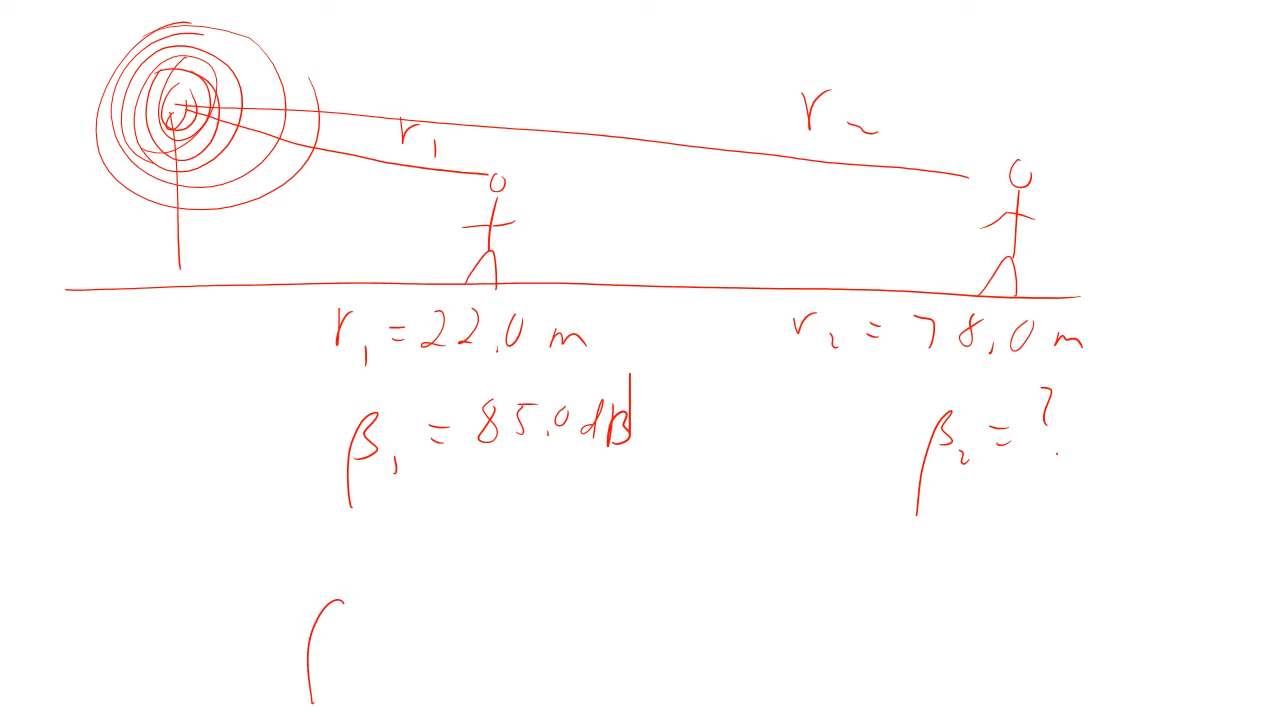 r₂
r₁
r₁ = 22.0 m
r₂ = 78.0 m
β₁ = 85.0 dB
β₂ = ?